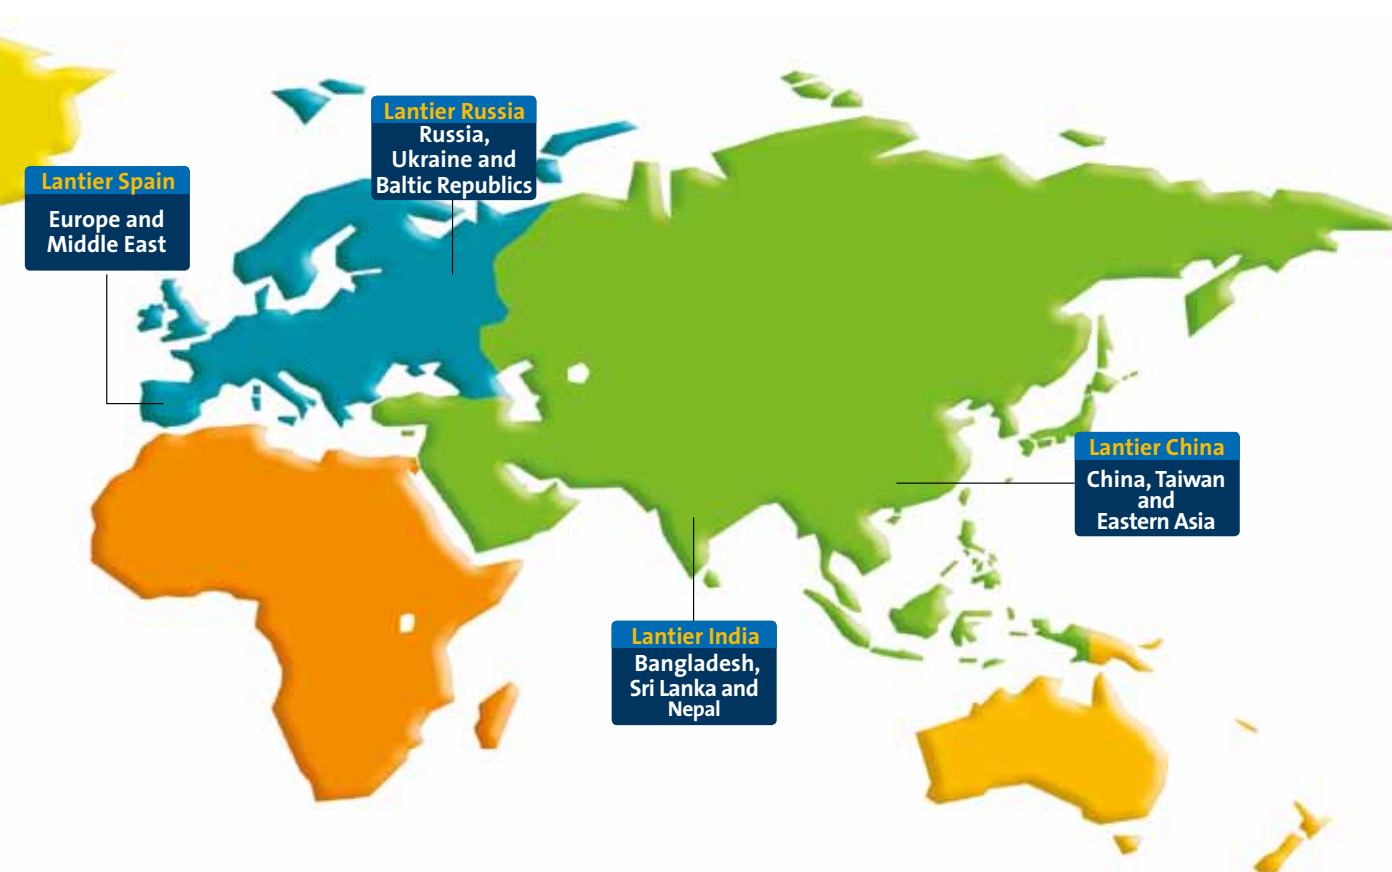 Lantier Russia
Russia,
Ukraine and
Baltic Republics
Lantier Spain
Europe and
Middle East
Lantier China
China, Taiwan
and
Eastern Asia
Lantier India
Bangladesh,
Sri Lanka and
Nepal